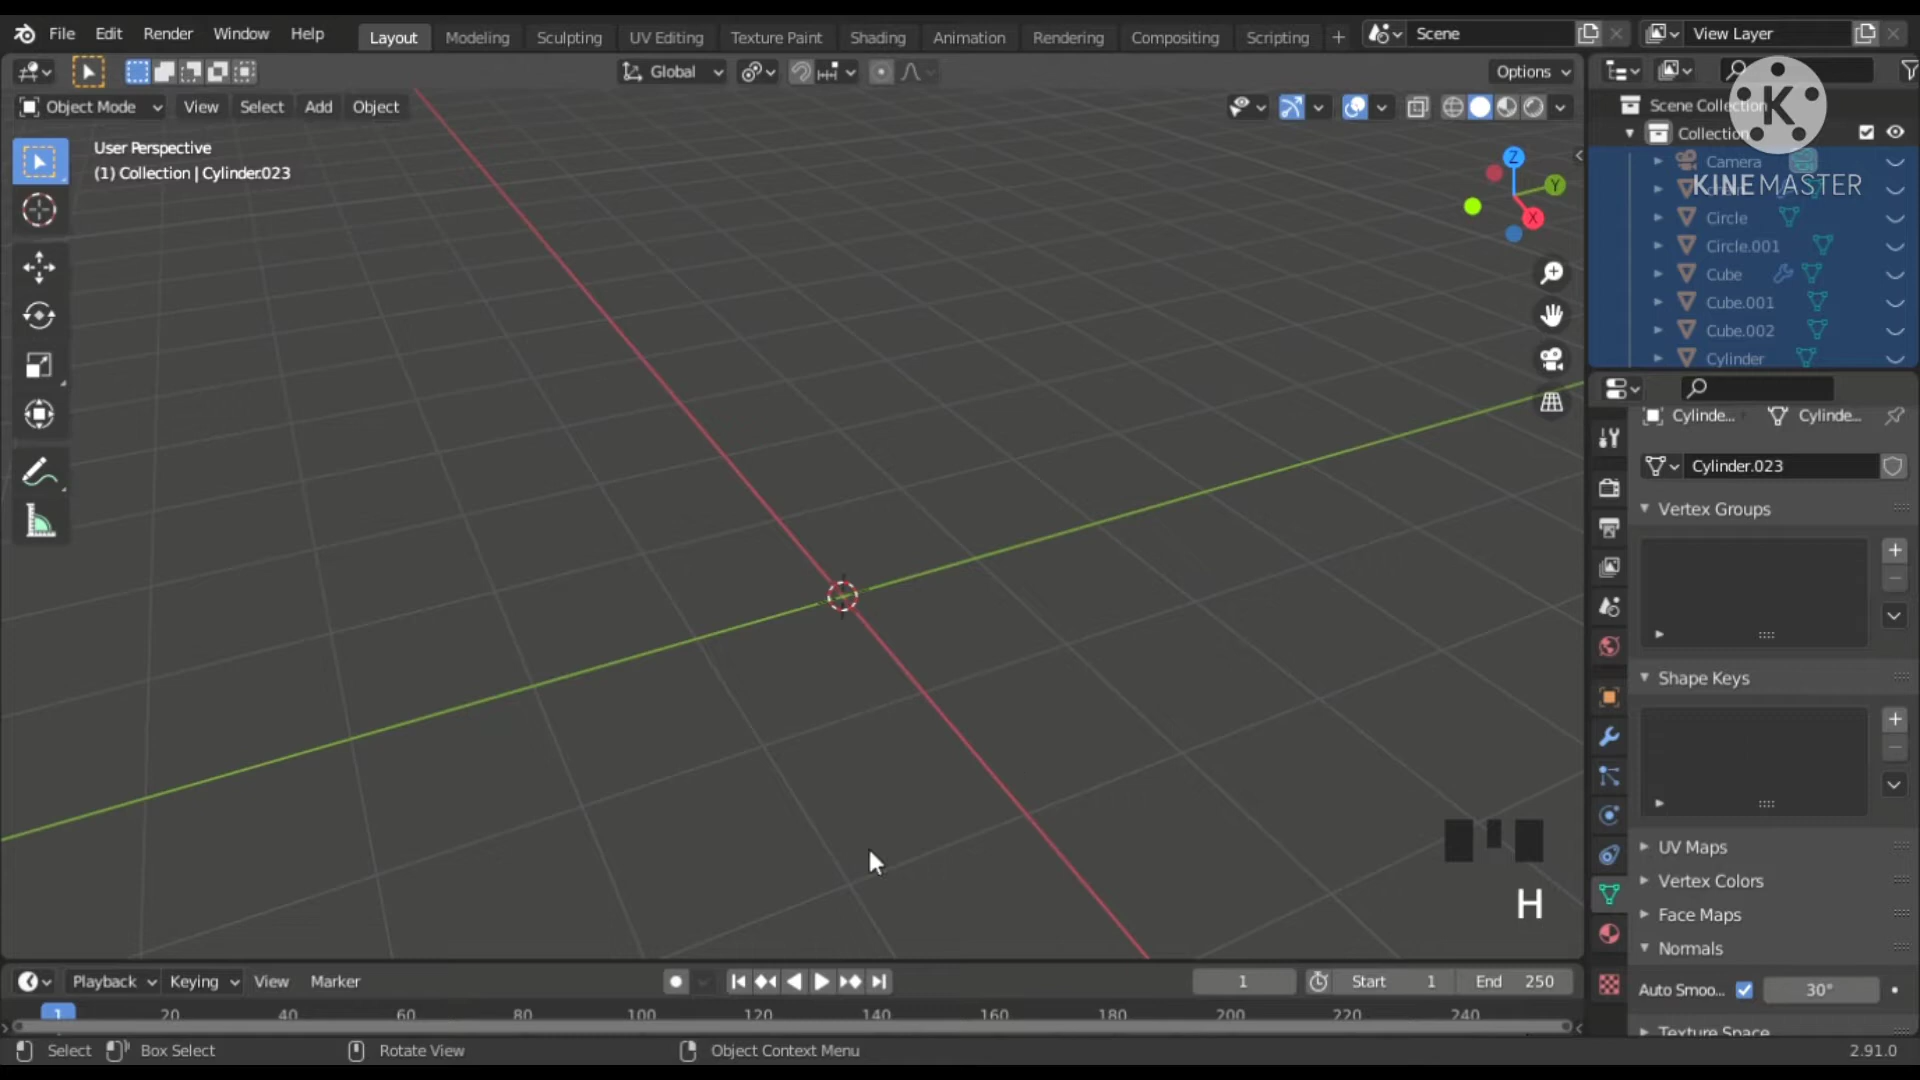 File Edit Render Window Help Layout Modeling Sculpting UV Editing Texture Paint Shading Animation Rendering Compositing Scripting + Scene View Layer
Global Options
Object Mode View Select Add Object
User Perspective
(1) Collection | Cylinder.023
Z
Y
X
Scene Collection
Collection
Camera
KINEMASTER
Circle
Circle.001
Cube
Cube.001
Cube.002
Cylinder
Cylinde... Cylinde...
Cylinder.023
Vertex Groups
Shape Keys
UV Maps
Vertex Colors
Face Maps
Normals
Auto Smoo... 30°
Texture Space
H
Playback Keying View Marker 1 Start 1 End 250
1 20 40 60 80 100 120 140 160 180 200 220 240
Select Box Select Rotate View Object Context Menu 2.91.0